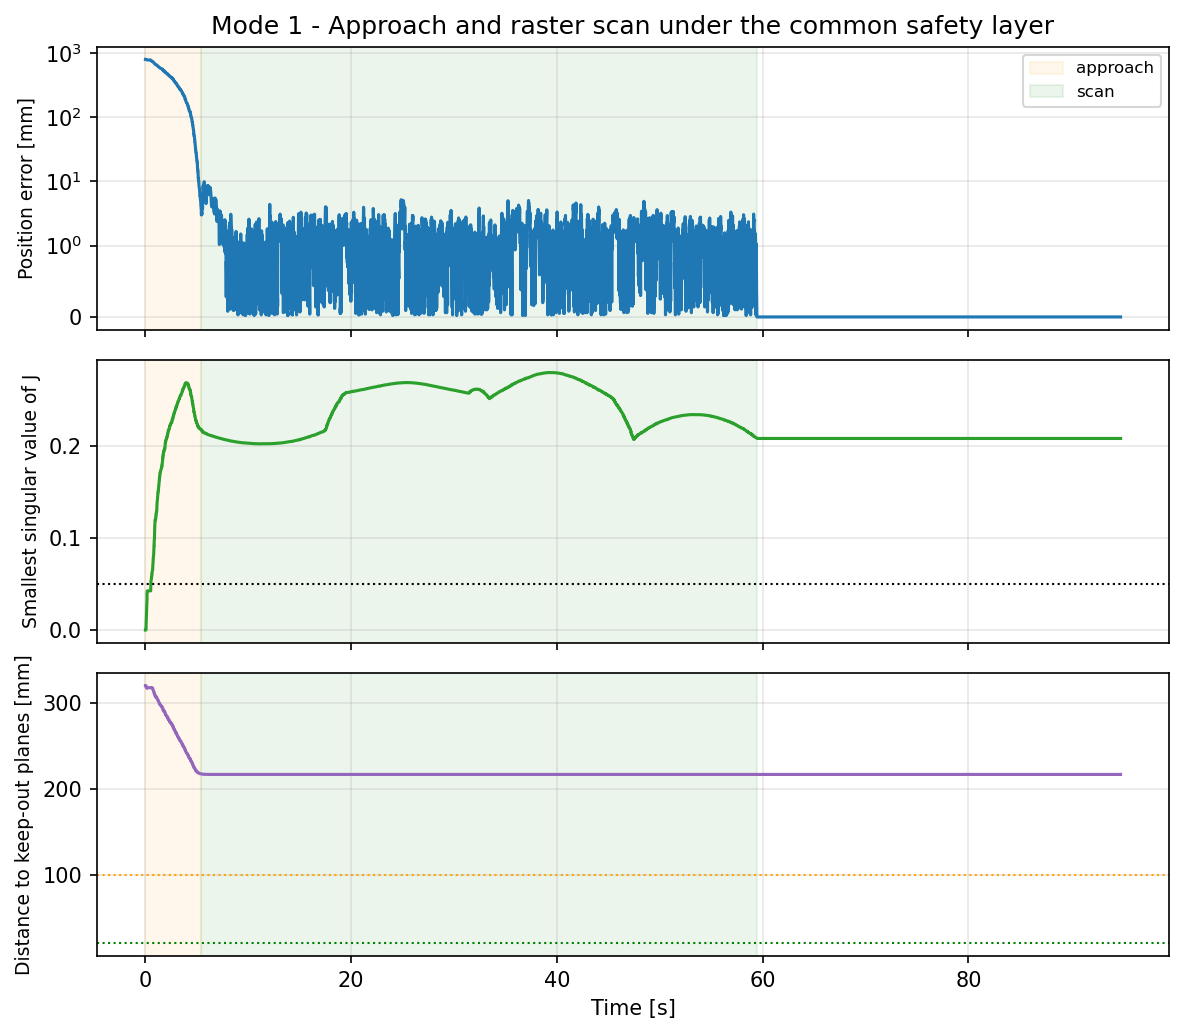 Mode 1 - Approach and raster scan under the common safety layer
Position error [mm]
10³
10²
10¹
10⁰
0
approach
scan
Smallest singular value of J
0.2
0.1
0.0
Distance to keep-out planes [mm]
300
200
100
0
20
40
60
80
Time [s]